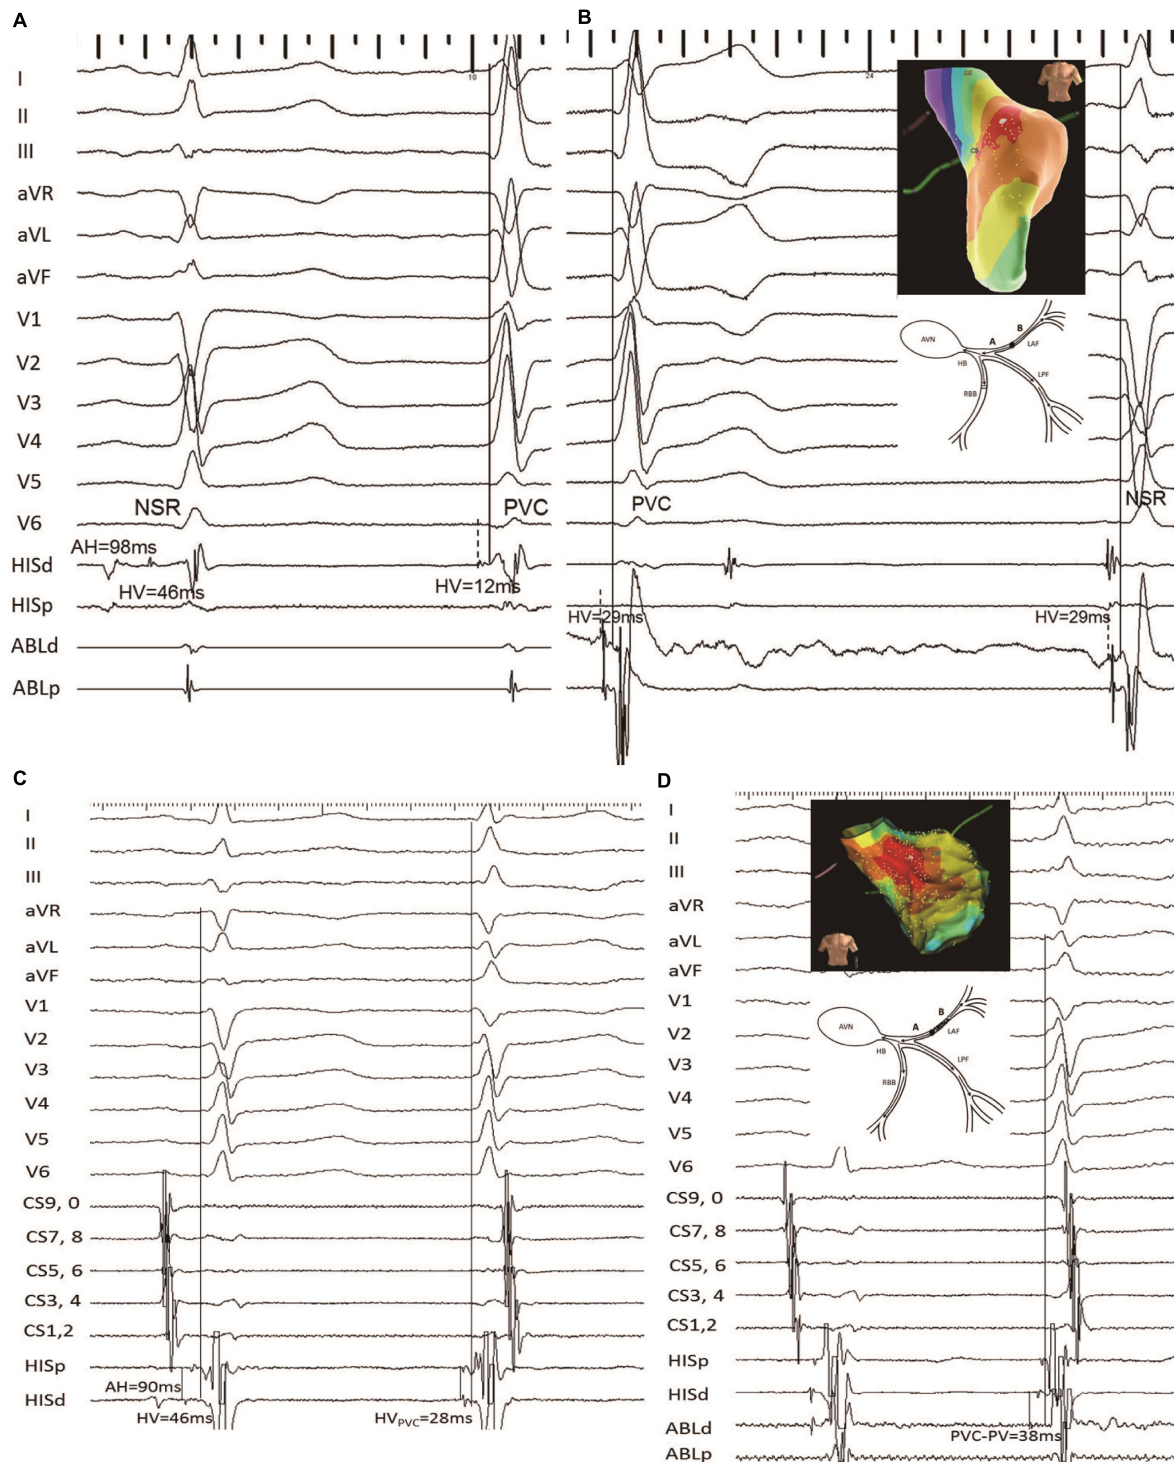 A
B
10
24
I
II
III
aVR
aVL
aVF
V1
V2
V3
V4
V5
V6
HISd
HISp
ABLd
ABLp
NSR
PVC
AH=98ms
HV=46ms
HV=12ms
PVC
NSR
HV=29ms
HV=29ms
CS
AVN
HB
A
B
LAF
LPF
RBB
C
D
I
II
III
aVR
aVL
aVF
V1
V2
V3
V4
V5
V6
CS9, 0
CS7, 8
CS5, 6
CS3, 4
CS1,2
HISp
HISd
AH=90ms
HV=46ms
HVPVC=28ms
I
II
III
aVR
aVL
aVF
V1
V2
V3
V4
V5
V6
CS9, 0
CS7, 8
CS5, 6
CS3, 4
CS1,2
HISp
HISd
ABLd
ABLp
PVC-PV=38ms
AVN
HB
A
B
LAF
LPF
RBB